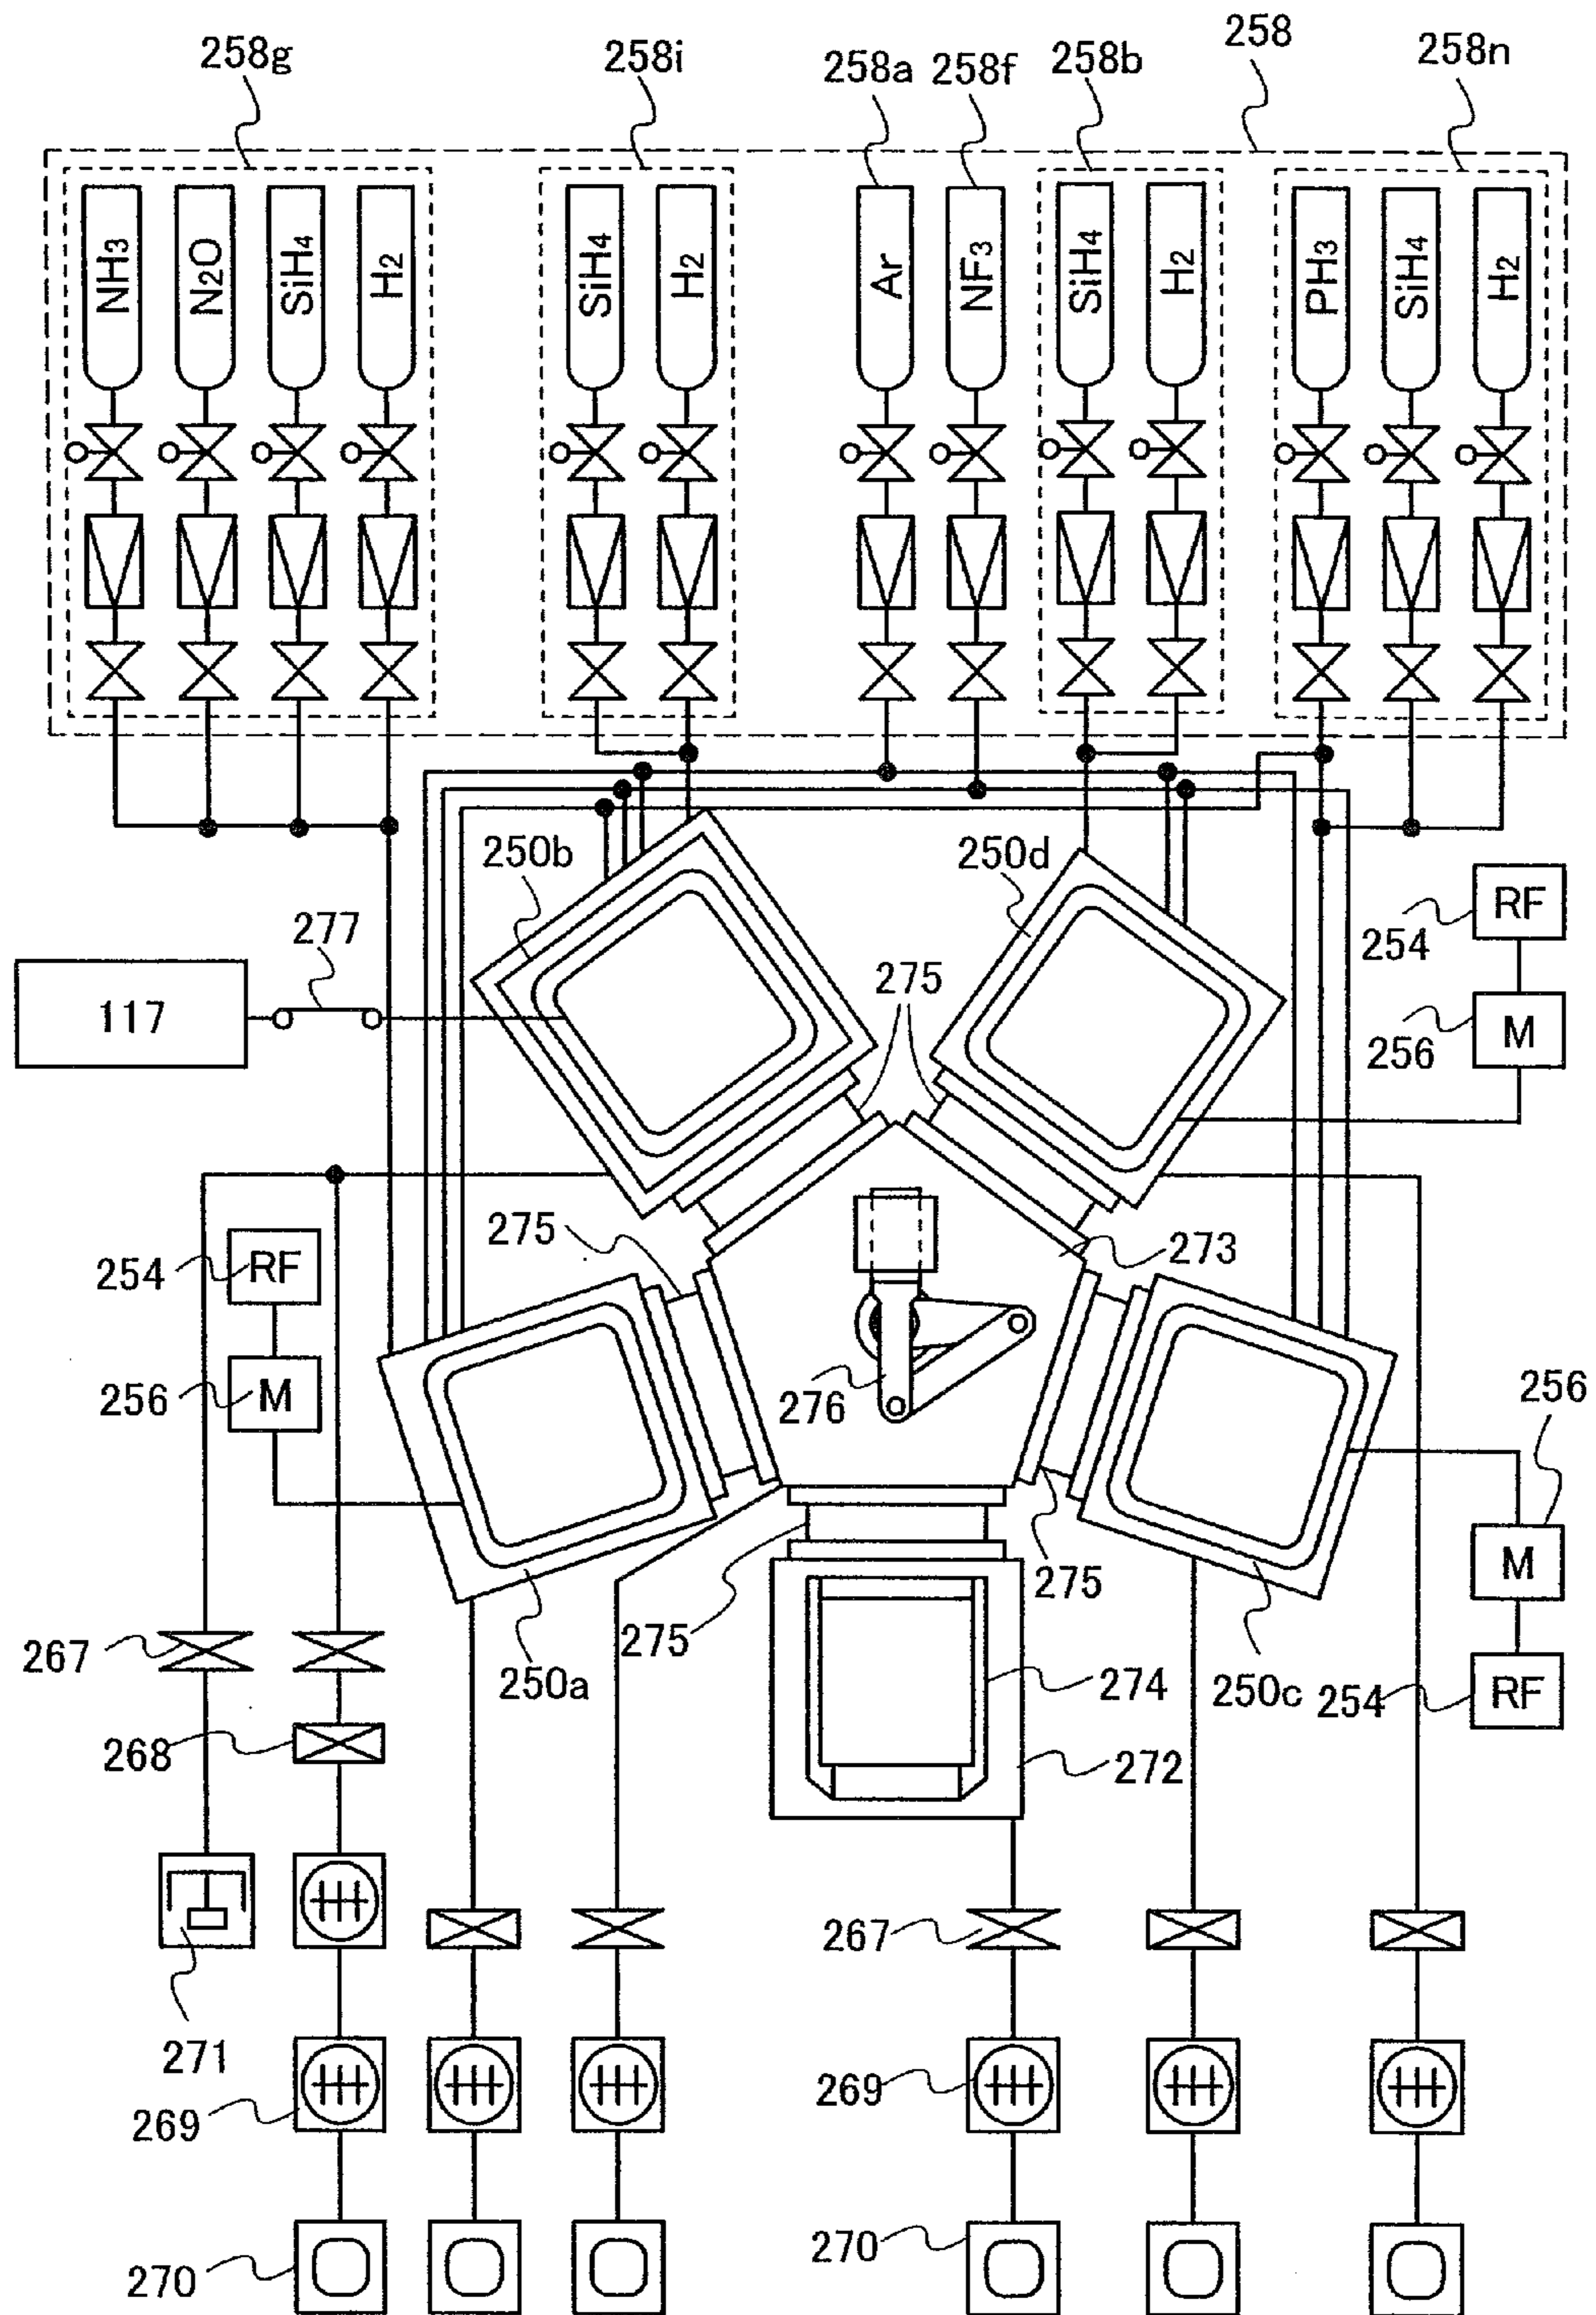 258g
258i
258a
258f
258b
258
258n
NH3
N2O
SiH4
H2
SiH4
H2
Ar
NF3
SiH4
H2
PH3
SiH4
H2
250b
250d
RF
254
277
275
117
M
256
275
273
254
RF
256
M
276
256
M
275
275
267
250a
274
250c
254
RF
268
272
267
271
269
269
270
270